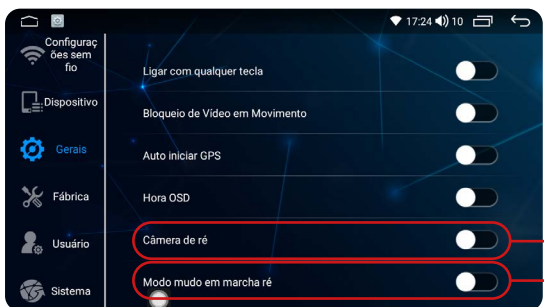 17:24 10
Configuraç
ões sem
fio
Dispositivo
Gerais
Fábrica
Usuário
Sistema
Ligar com qualquer tecla
Bloqueio de Vídeo em Movimento
Auto iniciar GPS
Hora OSD
Câmera de ré
Modo mudo em marcha ré